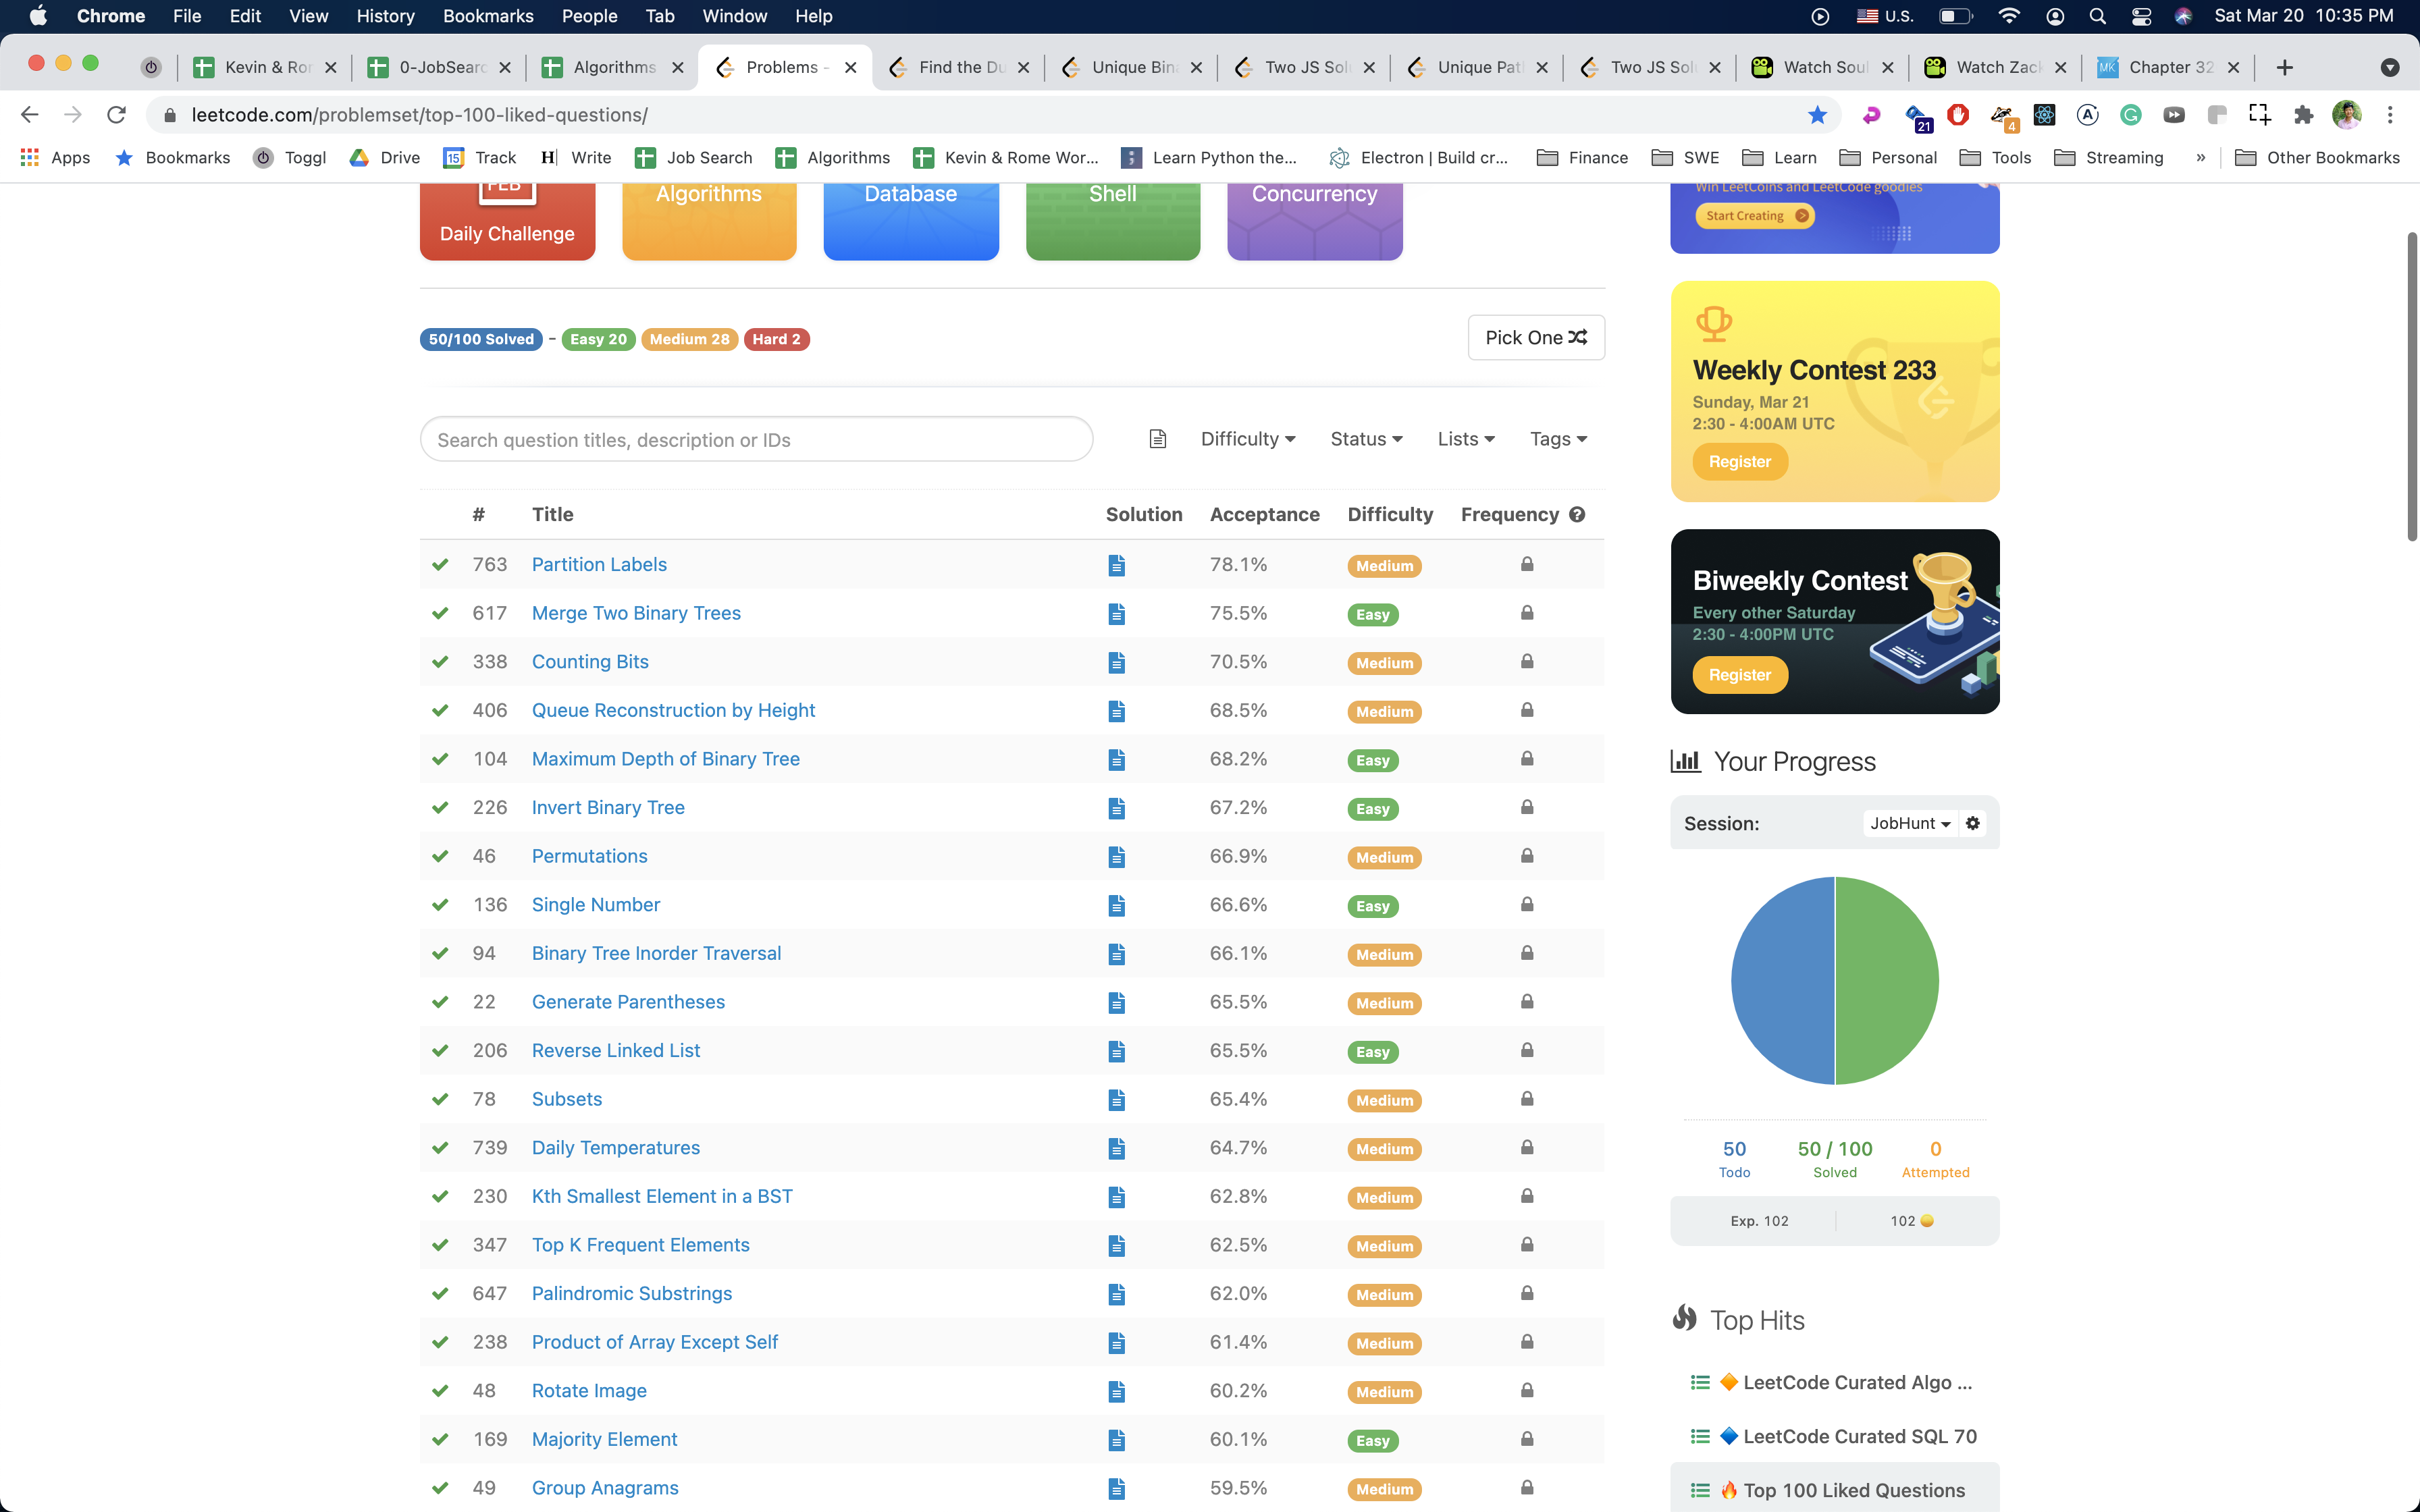 Chrome File Edit View History Bookmarks People Tab Window Help U.S. Sat Mar 20 10:35 PM
Kevin & Ror 0-JobSearc Algorithms Problems - Find the Du Unique Bina Two JS Solu Unique Path Two JS Solu Watch Soul Watch Zack MK Chapter 32
leetcode.com/problemset/top-100-liked-questions/ 21 4
Apps Bookmarks Toggl Drive 15 Track H Write Job Search Algorithms Kevin & Rome Wor... Learn Python the... Electron | Build cr... Finance SWE Learn Personal Tools Streaming » Other Bookmarks
FEB
Daily Challenge
Algorithms
Database
Shell
Concurrency
Win LeetCoins and LeetCode goodies
Start Creating
50/100 Solved - Easy 20 Medium 28 Hard 2
Pick One
Search question titles, description or IDs
Difficulty Status Lists Tags
# Title Solution Acceptance Difficulty Frequency
763 Partition Labels 78.1% Medium
617 Merge Two Binary Trees 75.5% Easy
338 Counting Bits 70.5% Medium
406 Queue Reconstruction by Height 68.5% Medium
104 Maximum Depth of Binary Tree 68.2% Easy
226 Invert Binary Tree 67.2% Easy
46 Permutations 66.9% Medium
136 Single Number 66.6% Easy
94 Binary Tree Inorder Traversal 66.1% Medium
22 Generate Parentheses 65.5% Medium
206 Reverse Linked List 65.5% Easy
78 Subsets 65.4% Medium
739 Daily Temperatures 64.7% Medium
230 Kth Smallest Element in a BST 62.8% Medium
347 Top K Frequent Elements 62.5% Medium
647 Palindromic Substrings 62.0% Medium
238 Product of Array Except Self 61.4% Medium
48 Rotate Image 60.2% Medium
169 Majority Element 60.1% Easy
49 Group Anagrams 59.5% Medium
Weekly Contest 233
Sunday, Mar 21
2:30 - 4:00AM UTC
Register
Biweekly Contest
Every other Saturday
2:30 - 4:00PM UTC
Register
Your Progress
Session: JobHunt
50 50 / 100 0
Todo Solved Attempted
Exp. 102 102
Top Hits
LeetCode Curated Algo ...
LeetCode Curated SQL 70
Top 100 Liked Questions